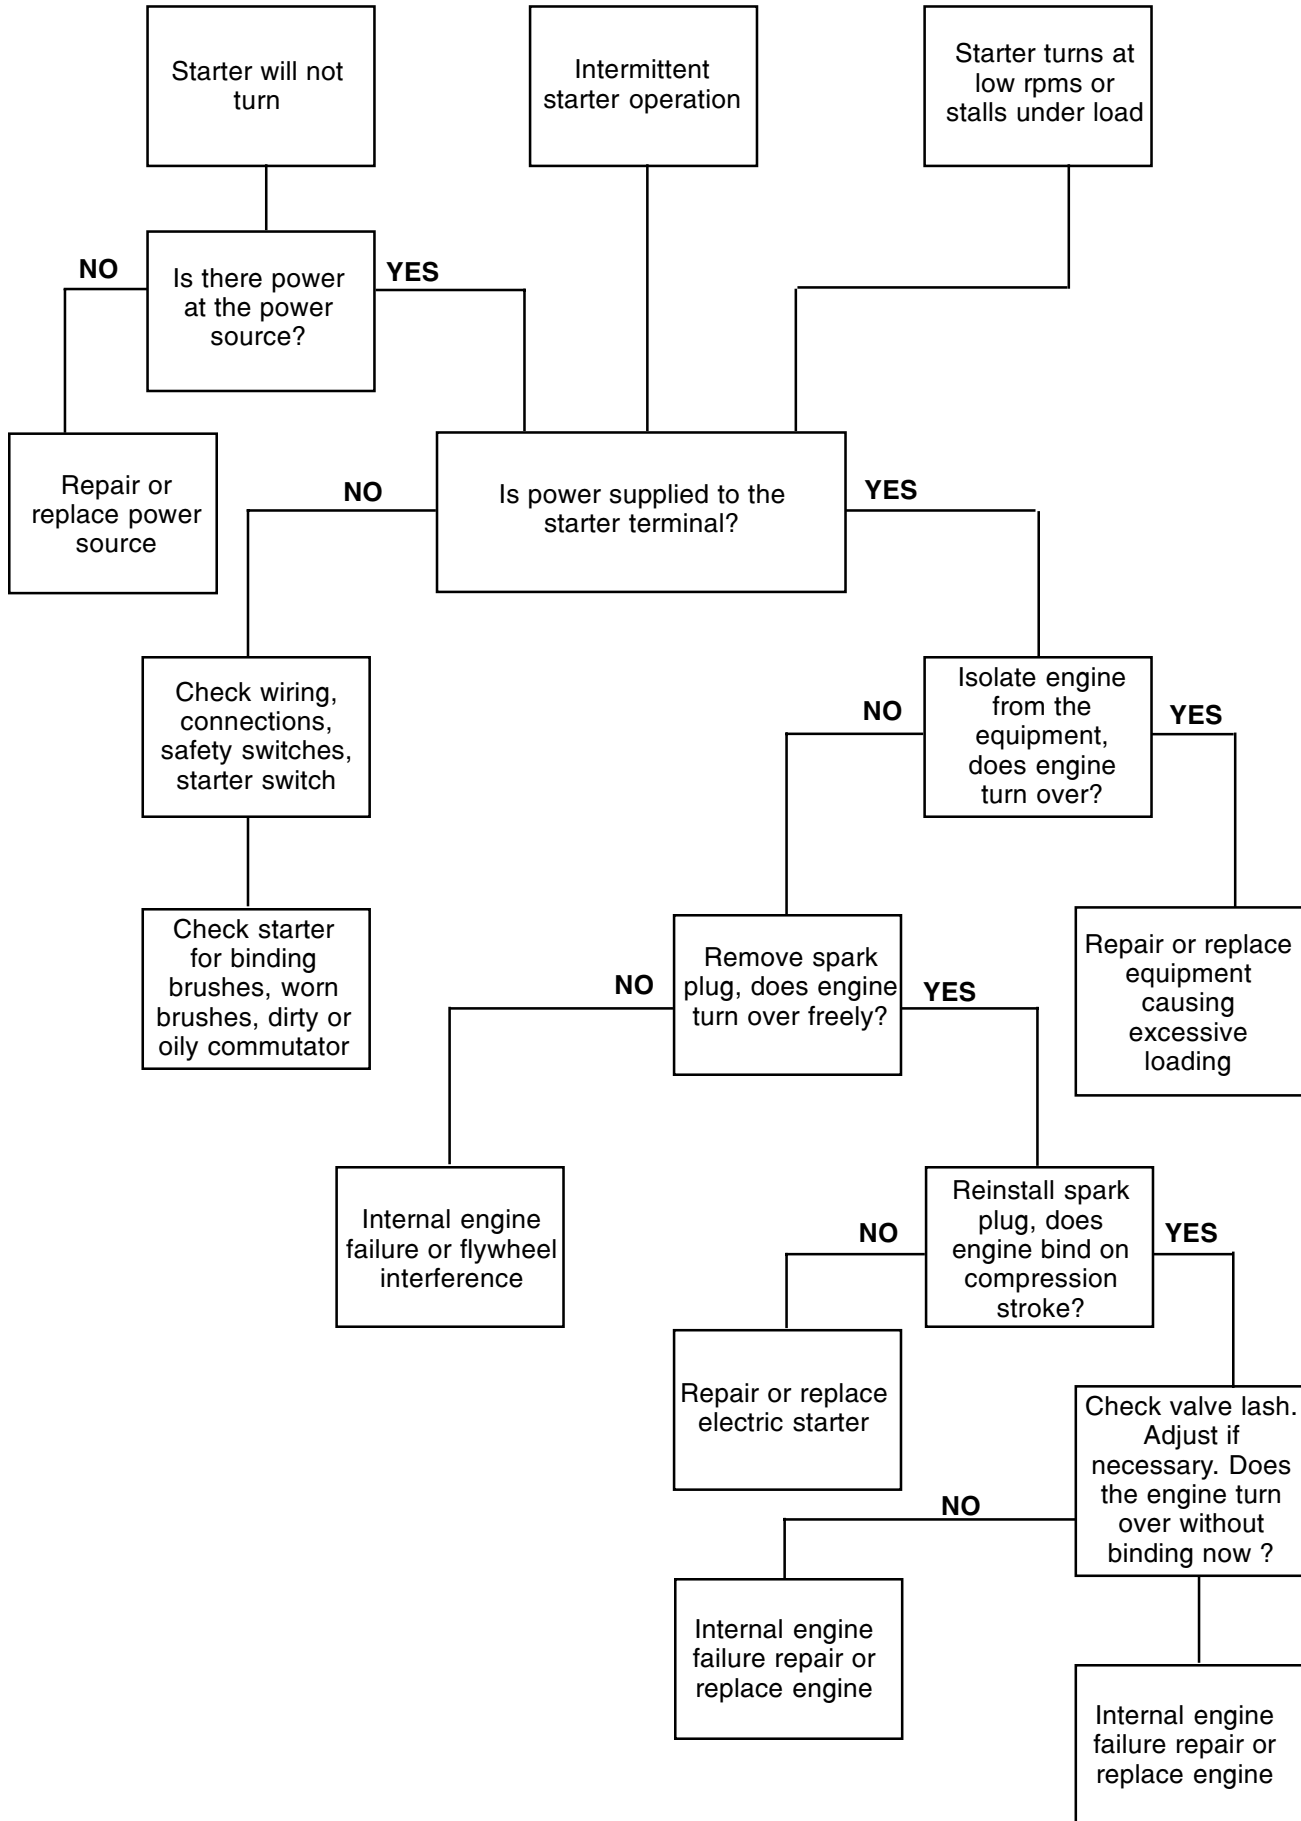 Starter will not
turn
Intermittent
starter operation
Starter turns at
low rpms or
stalls under load
NO
Is there power
at the power
source?
YES
Repair or
replace power
source
NO
Is power supplied to the
starter terminal?
YES
Check wiring,
connections,
safety switches,
starter switch
NO
Isolate engine
from the
equipment,
does engine
turn over?
YES
Check starter
for binding
brushes, worn
brushes, dirty or
oily commutator
NO
Remove spark
plug, does engine
turn over freely?
YES
Repair or replace
equipment
causing
excessive
loading
Internal engine
failure or flywheel
interference
NO
Reinstall spark
plug, does
engine bind on
compression
stroke?
YES
Repair or replace
electric starter
NO
Check valve lash.
Adjust if
necessary. Does
the engine turn
over without
binding now ?
Internal engine
failure repair or
replace engine
Internal engine
failure repair or
replace engine